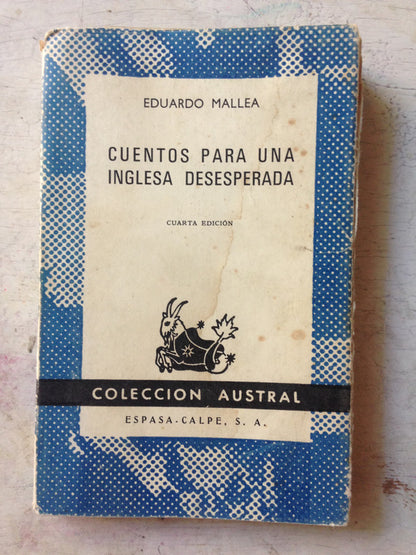 EDUARDO MALLEA
CUENTOS PARA UNA
INGLESA DESESPERADA
CUARTA EDICIÓN
COLECCION AUSTRAL
ESPASA-CALPE, S. A.